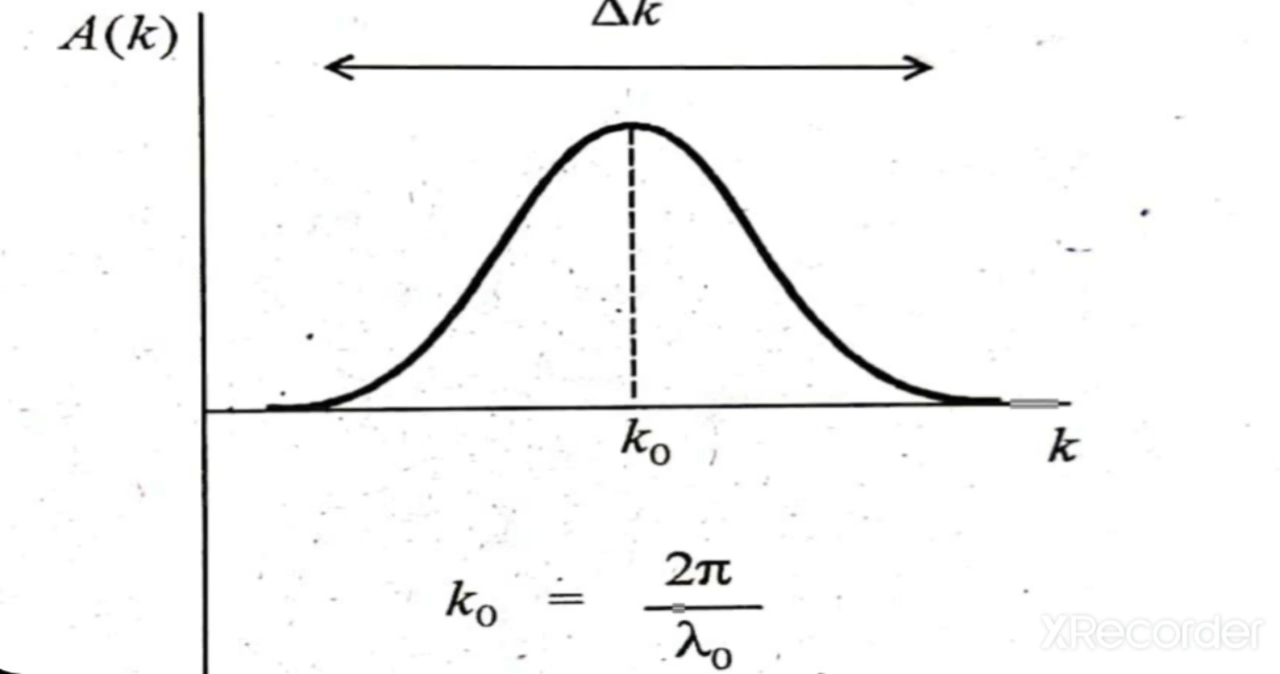 Δk
A(k)
k₀
k
k₀ = 2π / λ₀
XRecorder